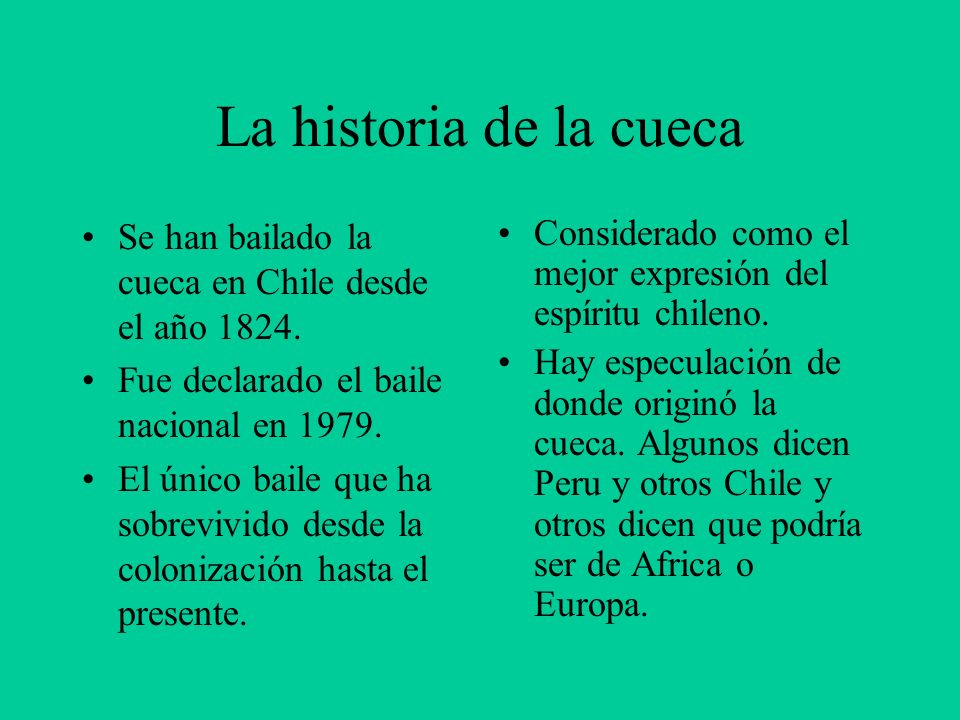 La historia de la cueca
• Se han bailado la
cueca en Chile desde
el año 1824.
• Fue declarado el baile
nacional en 1979.
• El único baile que ha
sobrevivido desde la
colonización hasta el
presente.
• Considerado como el
mejor expresión del
espíritu chileno.
• Hay especulación de
donde originó la
cueca. Algunos dicen
Peru y otros Chile y
otros dicen que podría
ser de Africa o
Europa.